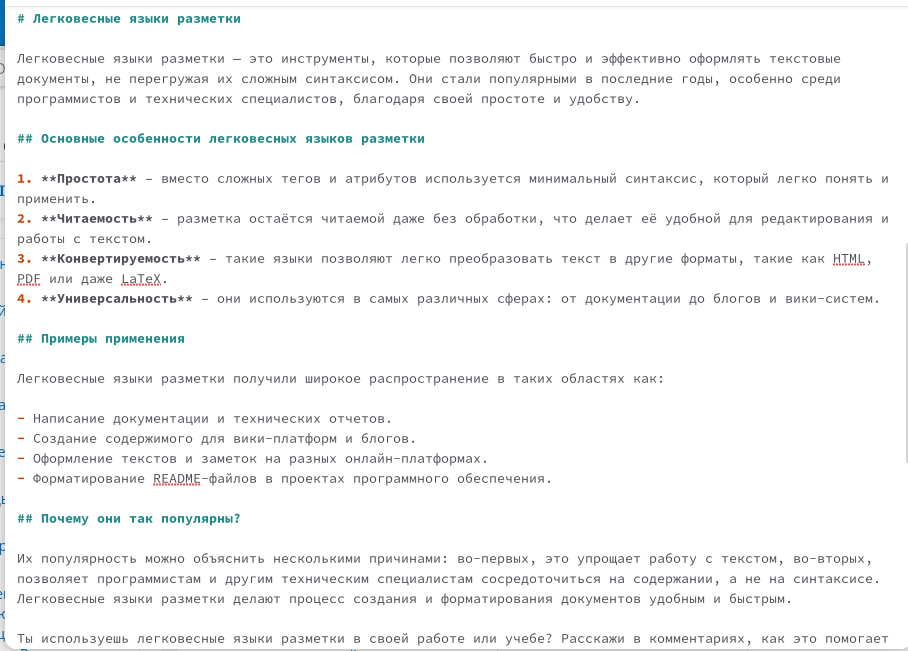 # Легковесные языки разметки
Легковесные языки разметки — это инструменты, которые позволяют быстро и эффективно оформлять текстовые
документы, не перегружая их сложным синтаксисом. Они стали популярными в последние годы, особенно среди
программистов и технических специалистов, благодаря своей простоте и удобству.
## Основные особенности легковесных языков разметки
1. **Простота** – вместо сложных тегов и атрибутов используется минимальный синтаксис, который легко понять и
применить.
2. **Читаемость** – разметка остаётся читаемой даже без обработки, что делает её удобной для редактирования и
работы с текстом.
3. **Конвертируемость** – такие языки позволяют легко преобразовать текст в другие форматы, такие как HTML,
PDF или даже LaTeX.
4. **Универсальность** – они используются в самых различных сферах: от документации до блогов и вики-систем.
## Примеры применения
Легковесные языки разметки получили широкое распространение в таких областях как:
- Написание документации и технических отчетов.
- Создание содержимого для вики-платформ и блогов.
- Оформление текстов и заметок на разных онлайн-платформах.
- Форматирование README-файлов в проектах программного обеспечения.
## Почему они так популярны?
Их популярность можно объяснить несколькими причинами: во-первых, это упрощает работу с текстом, во-вторых,
позволяет программистам и другим техническим специалистам сосредоточиться на содержании, а не на синтаксисе.
Легковесные языки разметки делают процесс создания и форматирования документов удобным и быстрым.
Ты используешь легковесные языки разметки в своей работе или учебе? Расскажи в комментариях, как это помогает